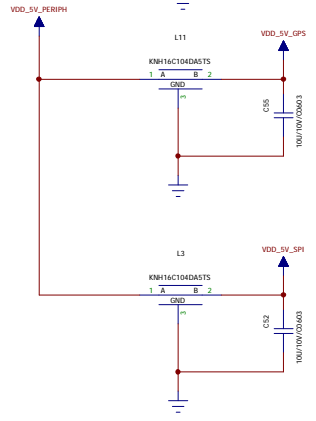 VDD_5V_PERIPH
L11
VDD_5V_GPS
KNH16C104DA5TS
1 A B 2
GND
3
C55
10U/10V/C0603
L3
VDD_5V_SPI
KNH16C104DA5TS
1 A B 2
GND
3
C52
10U/10V/C0603